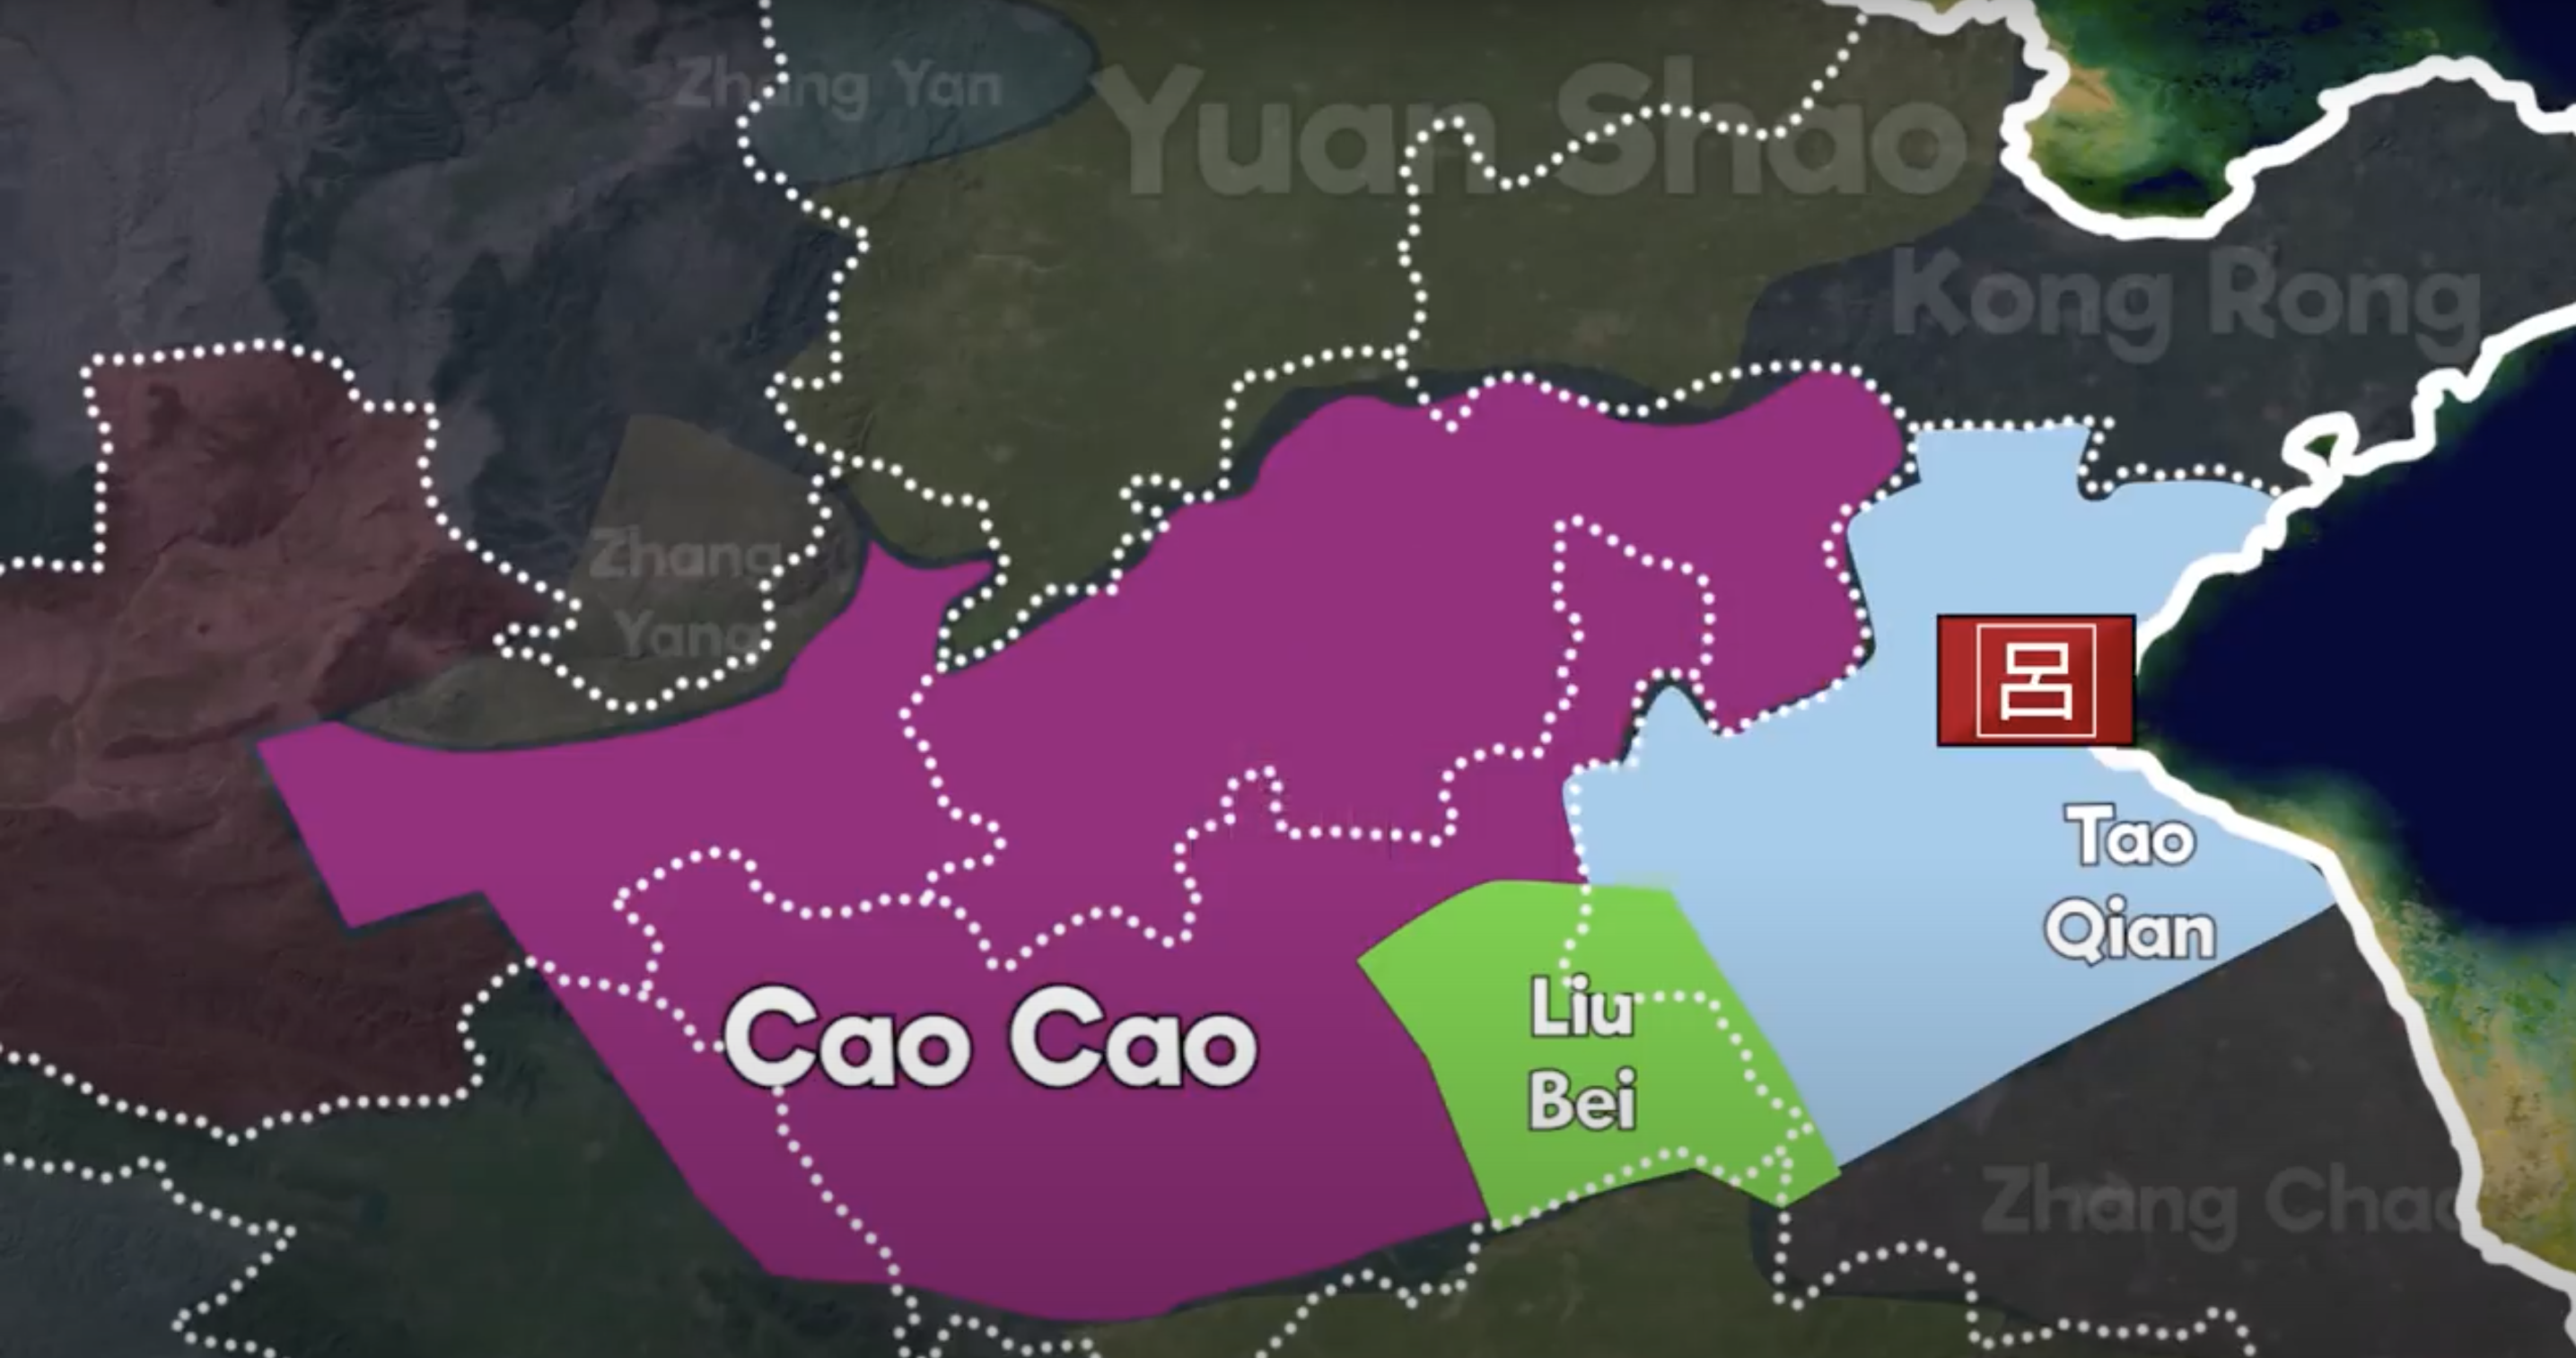 Zhang Yan
Yuan Shao
Kong Rong
Zhang
Yang
呂
Tao
Qian
Liu
Bei
Cao Cao
Zhang Chao